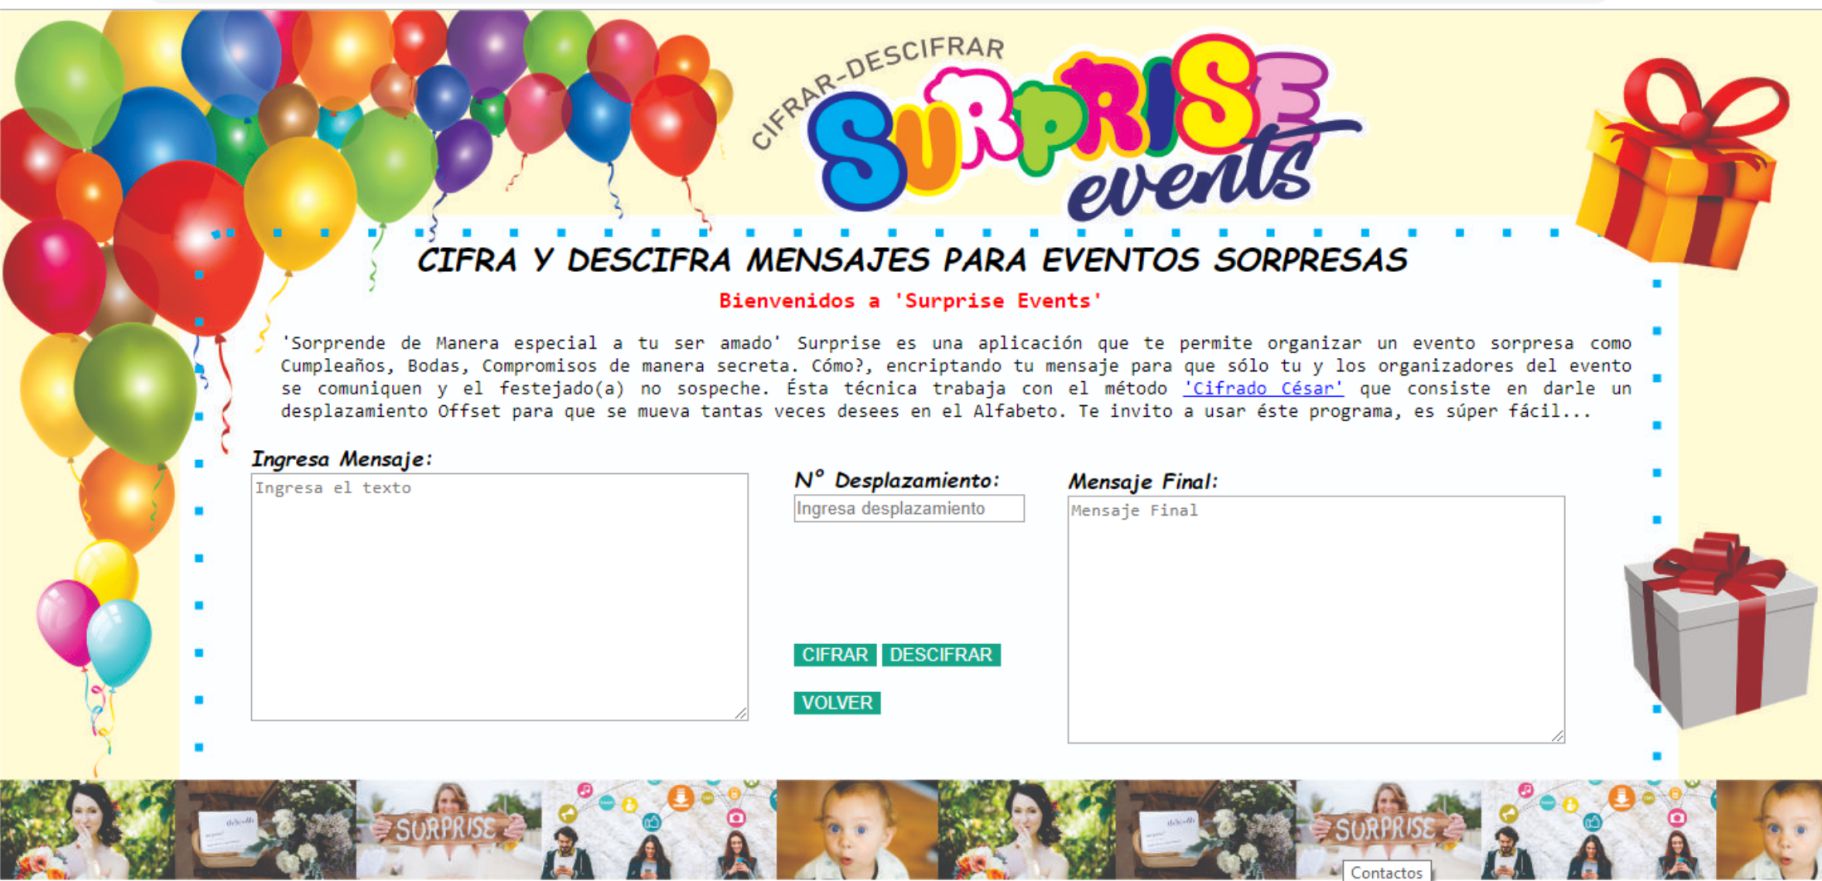 CIFRAR-DESCIFRAR
SURPRISE
events
CIFRA Y DESCIFRA MENSAJES PARA EVENTOS SORPRESAS
Bienvenidos a 'Surprise Events'
'Sorprende de Manera especial a tu ser amado' Surprise es una aplicación que te permite organizar un evento sorpresa como
Cumpleaños, Bodas, Compromisos de manera secreta. Cómo?, encriptando tu mensaje para que sólo tu y los organizadores del evento
se comuniquen y el festejado(a) no sospeche. Ésta técnica trabaja con el método 'Cifrado César' que consiste en darle un
desplazamiento Offset para que se mueva tantas veces desees en el Alfabeto. Te invito a usar éste programa, es súper fácil...
Ingresa Mensaje:
Ingresa el texto
N° Desplazamiento:
Ingresa desplazamiento
Mensaje Final:
Mensaje Final
CIFRAR DESCIFRAR
VOLVER
SURPRISE
SURPRISE
Contactos